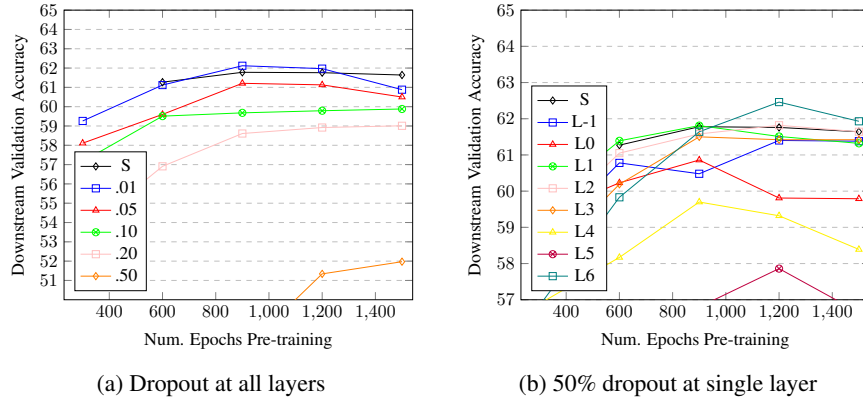 65
64
63
62
61
60
59
58
57
56
55
54
53
52
51
Downstream Validation Accuracy
S
.01
.05
.10
.20
.50
400 600 800 1,000 1,200 1,400
Num. Epochs Pre-training
(a) Dropout at all layers
65
64
63
62
61
60
59
58
57
Downstream Validation Accuracy
S
L-1
L0
L1
L2
L3
L4
L5
L6
400 600 800 1,000 1,200 1,400
Num. Epochs Pre-training
(b) 50% dropout at single layer